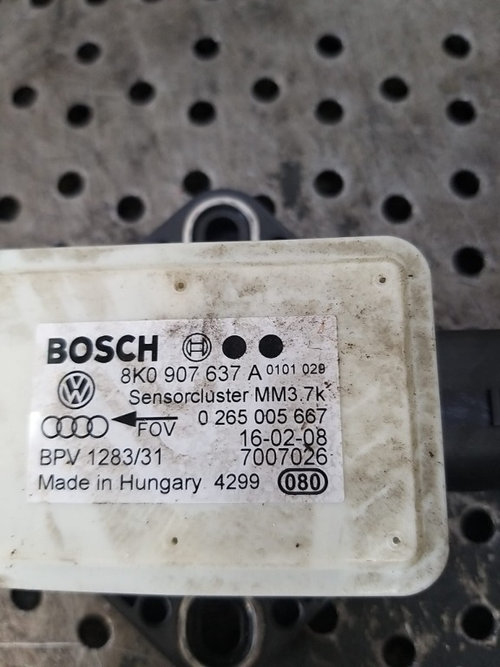 BOSCH
8K0 907 637 A 0101 029
Sensorcluster MM3.7k
FOV 0 265 005 667
16-02-08
BPV 1283/31 7007026
Made in Hungary 4299 080